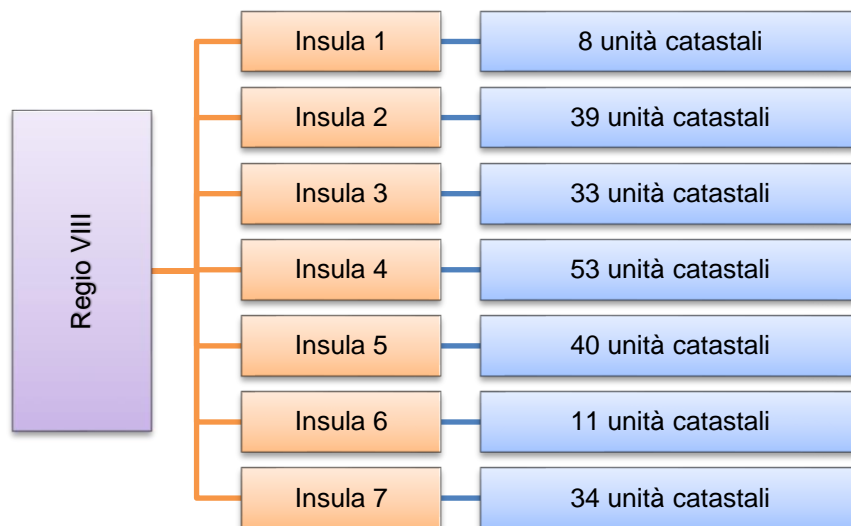 Regio VIII
Insula 1
8 unità catastali
Insula 2
39 unità catastali
Insula 3
33 unità catastali
Insula 4
53 unità catastali
Insula 5
40 unità catastali
Insula 6
11 unità catastali
Insula 7
34 unità catastali